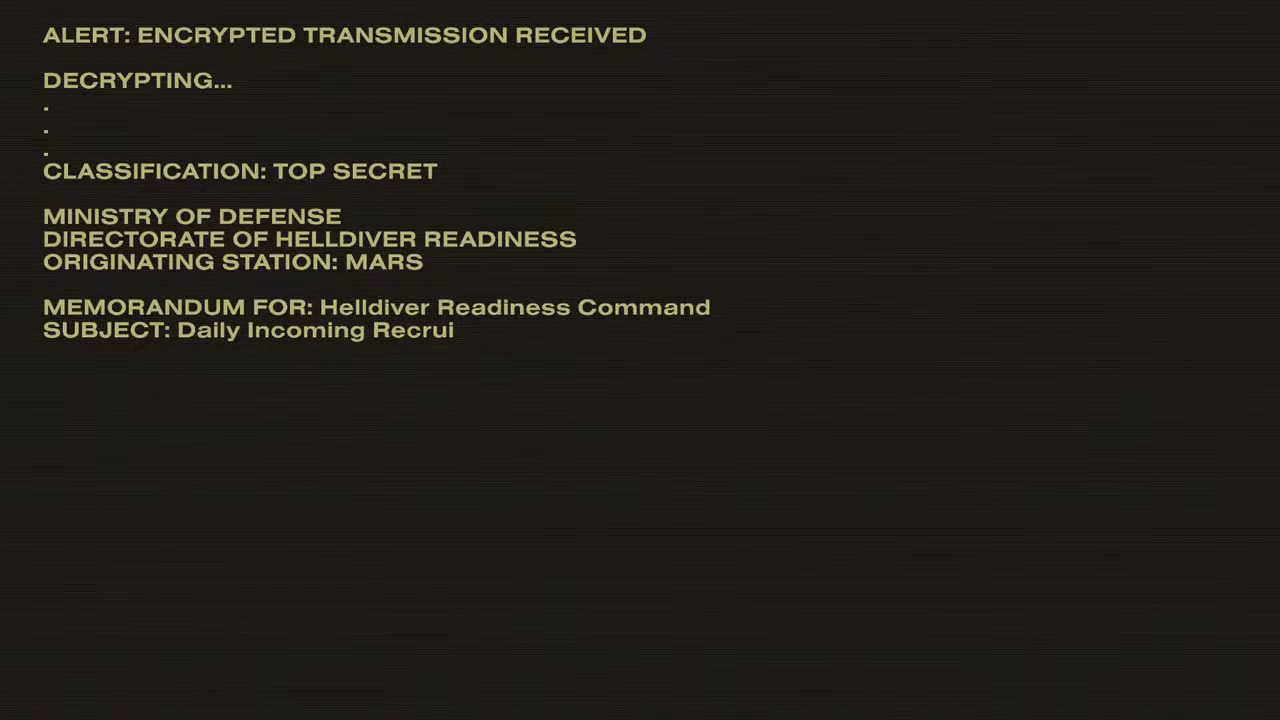 ALERT: ENCRYPTED TRANSMISSION RECEIVED
DECRYPTING...
.
.
.
CLASSIFICATION: TOP SECRET
MINISTRY OF DEFENSE
DIRECTORATE OF HELLDIVER READINESS
ORIGINATING STATION: MARS
MEMORANDUM FOR: Helldiver Readiness Command
SUBJECT: Daily Incoming Recrui